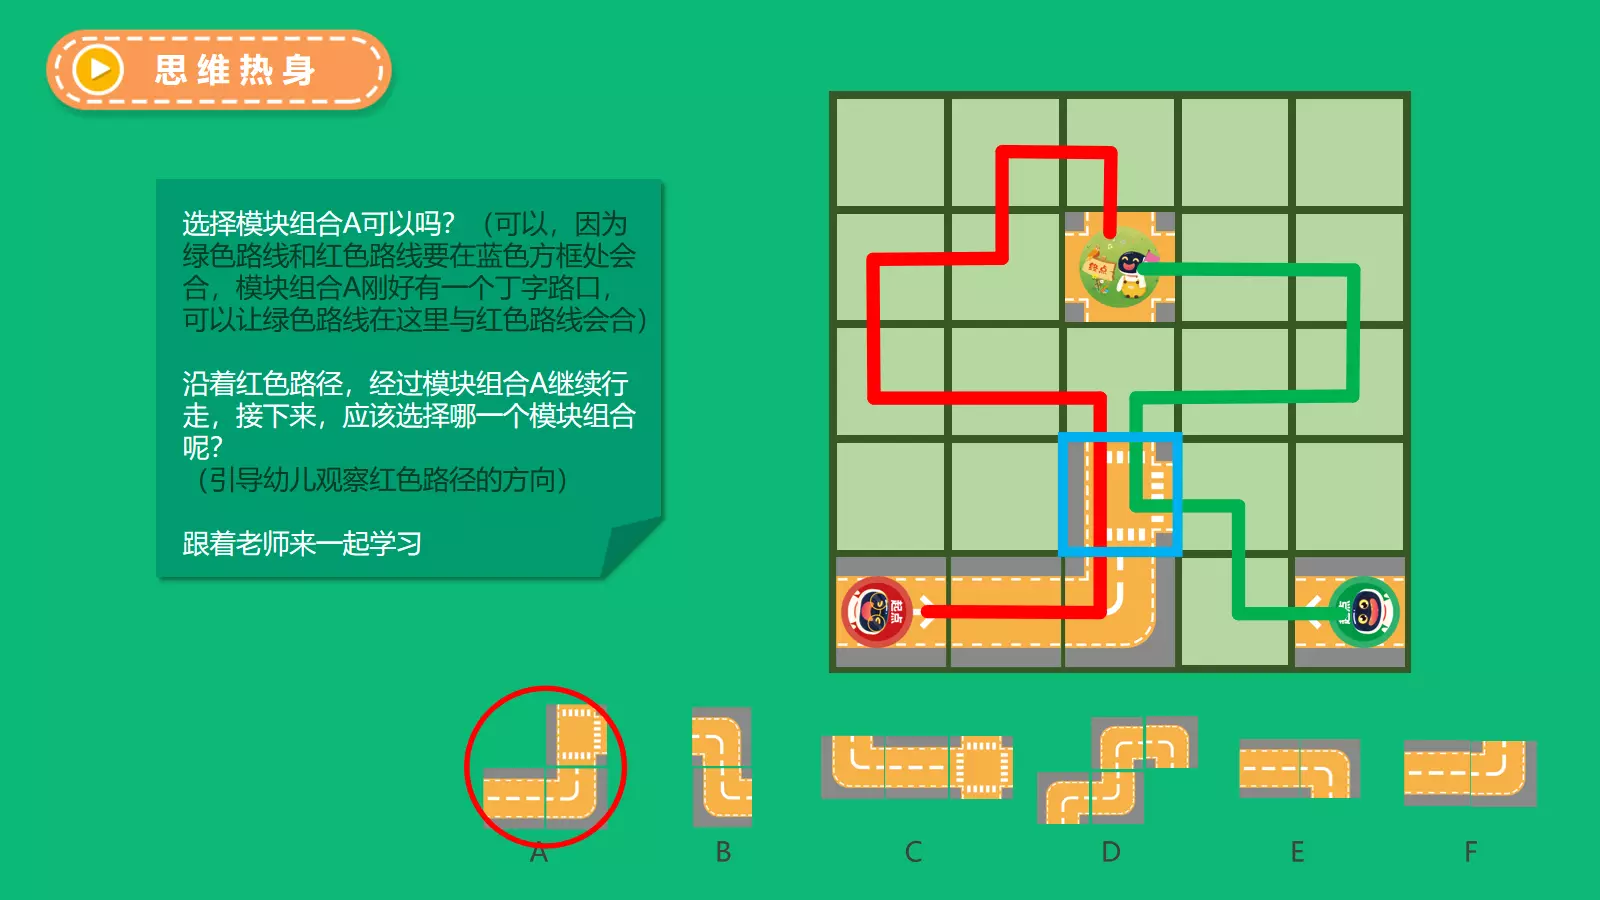 思维热身
选择模块组合A可以吗？（可以，因为
绿色路线和红色路线要在蓝色方框处会
合，模块组合A刚好有一个丁字路口，
可以让绿色路线在这里与红色路线会合）
沿着红色路径，经过模块组合A继续行
走，接下来，应该选择哪一个模块组合
呢？
（引导幼儿观察红色路径的方向）
跟着老师来一起学习
终点
起点
起点
A
B
C
D
E
F